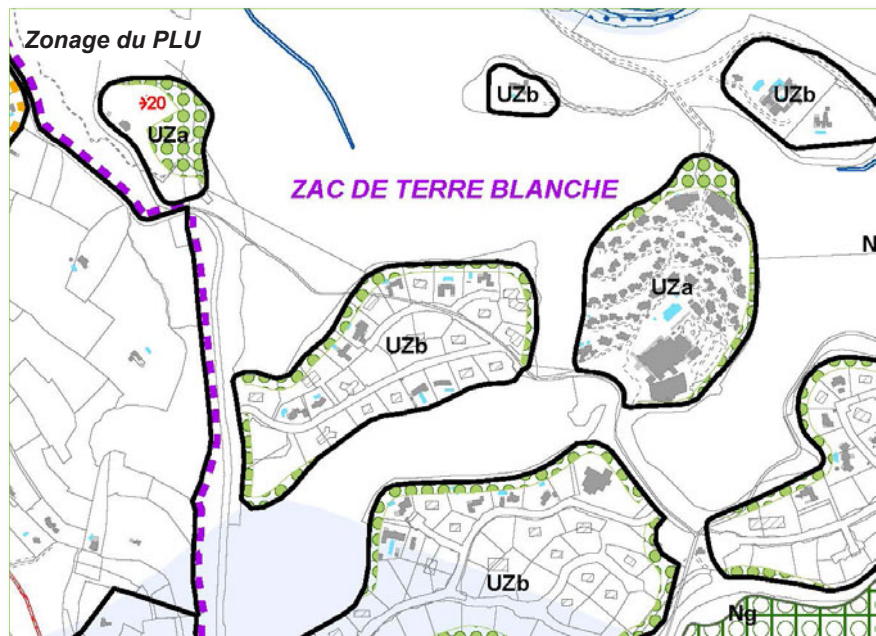 Zonage du PLU
20
UZa
UZb
UZb
ZAC DE TERRE BLANCHE
N
UZa
UZb
UZb
Ng